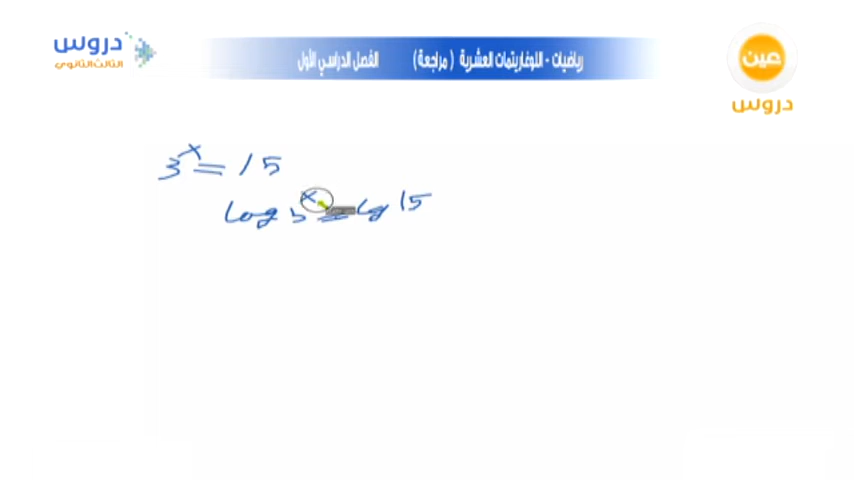 دروس
الثالث الثانوي
رياضيات - اللوغاريتمات العشرية ( مراجعة ) الفصل الدراسي الأول
عين
دروس
3^x = 15
log 3^x = log 15